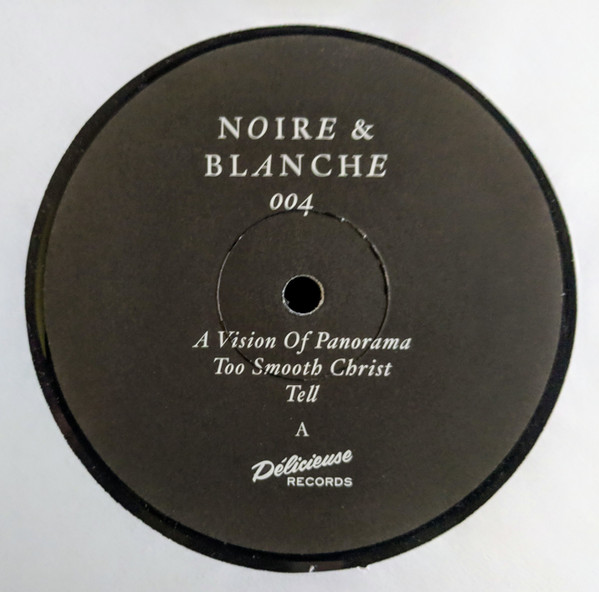 NOIRE &
BLANCHE
004
A Vision Of Panorama
Too Smooth Christ
Tell
A
Délicieuse
RECORDS